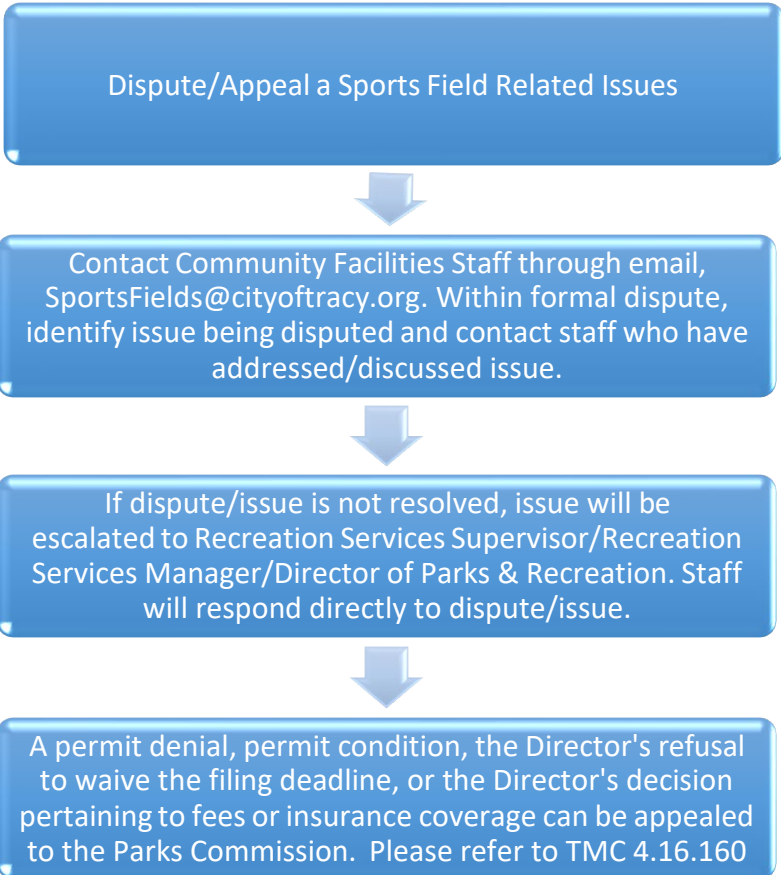 Dispute/Appeal a Sports Field Related Issues
Contact Community Facilities Staff through email,
SportsFields@cityoftracy.org. Within formal dispute,
identify issue being disputed and contact staff who have
addressed/discussed issue.
If dispute/issue is not resolved, issue will be
escalated to Recreation Services Supervisor/Recreation
Services Manager/Director of Parks & Recreation. Staff
will respond directly to dispute/issue.
A permit denial, permit condition, the Director's refusal
to waive the filing deadline, or the Director's decision
pertaining to fees or insurance coverage can be appealed
to the Parks Commission.  Please refer to TMC 4.16.160